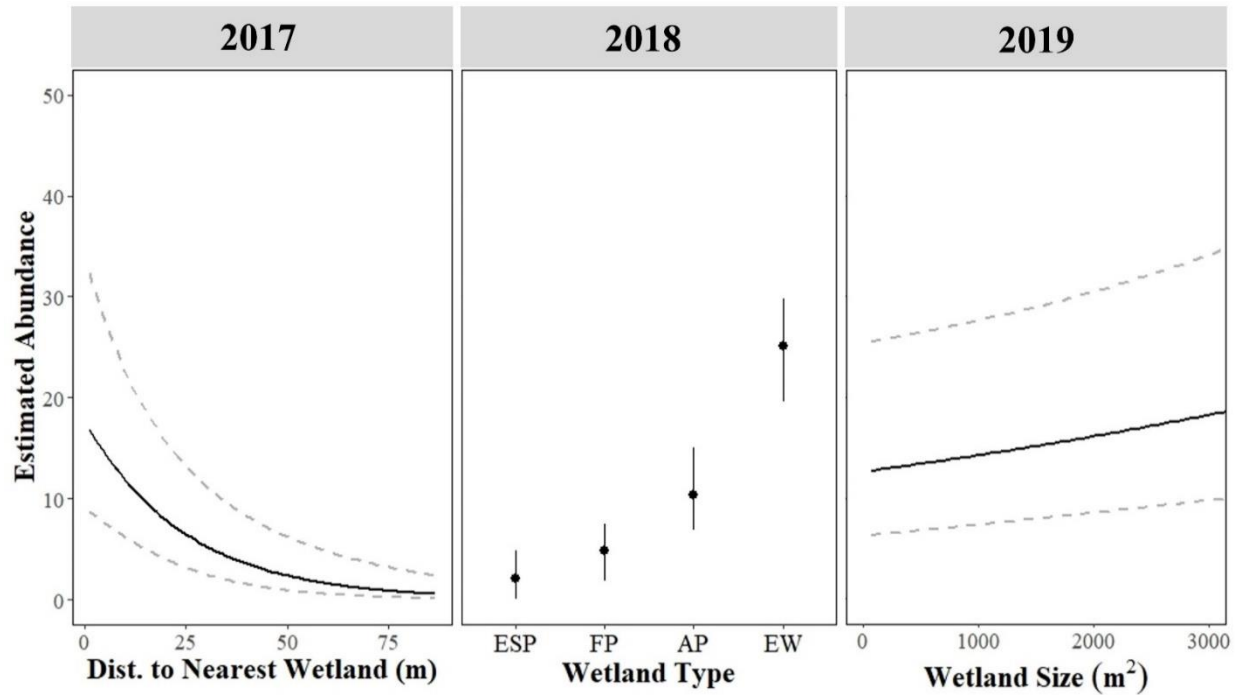 2017 2018 2019
Estimated Abundance
50
40
30
20
10
0
0 25 50 75
ESP FP AP EW
0 1000 2000 3000
Dist. to Nearest Wetland (m)
Wetland Type
Wetland Size (m²)